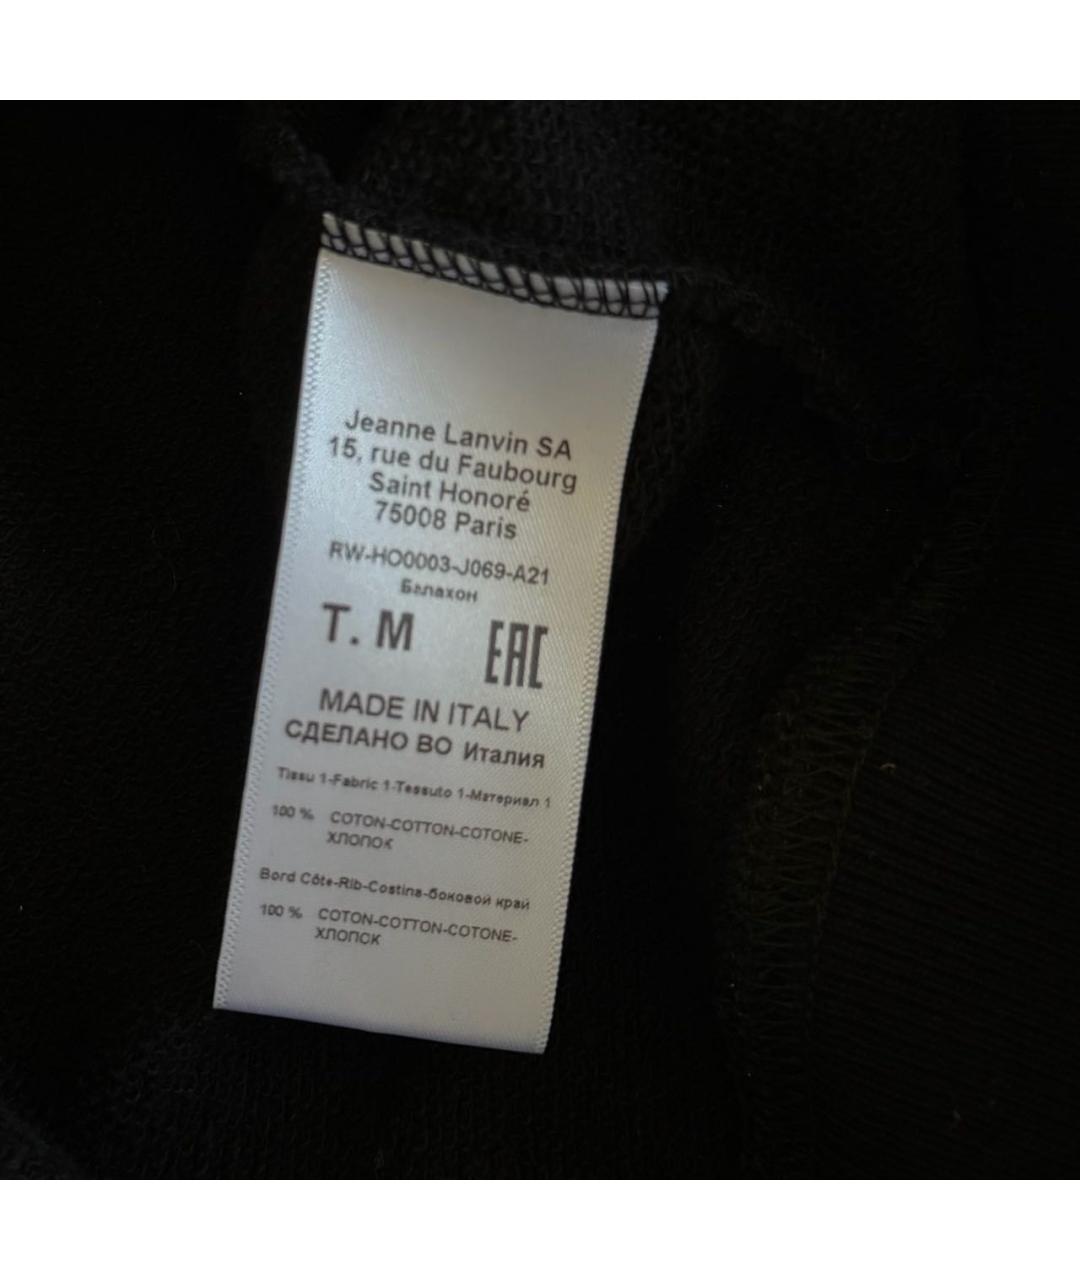 Jeanne Lanvin SA
15, rue du Faubourg
Saint Honoré
75008 Paris
RW-HO0003-J069-A21
Балахон
T. M EAC
MADE IN ITALY
СДЕЛАНО ВО Италия
Tissu 1-Fabric 1-Tessuto 1-Материал 1
100 % COTON-COTTON-COTONE-
ХЛОПОК
Bord Côte-Rib-Costina-боковой край
100 % COTON-COTTON-COTONE-
ХЛОПОК